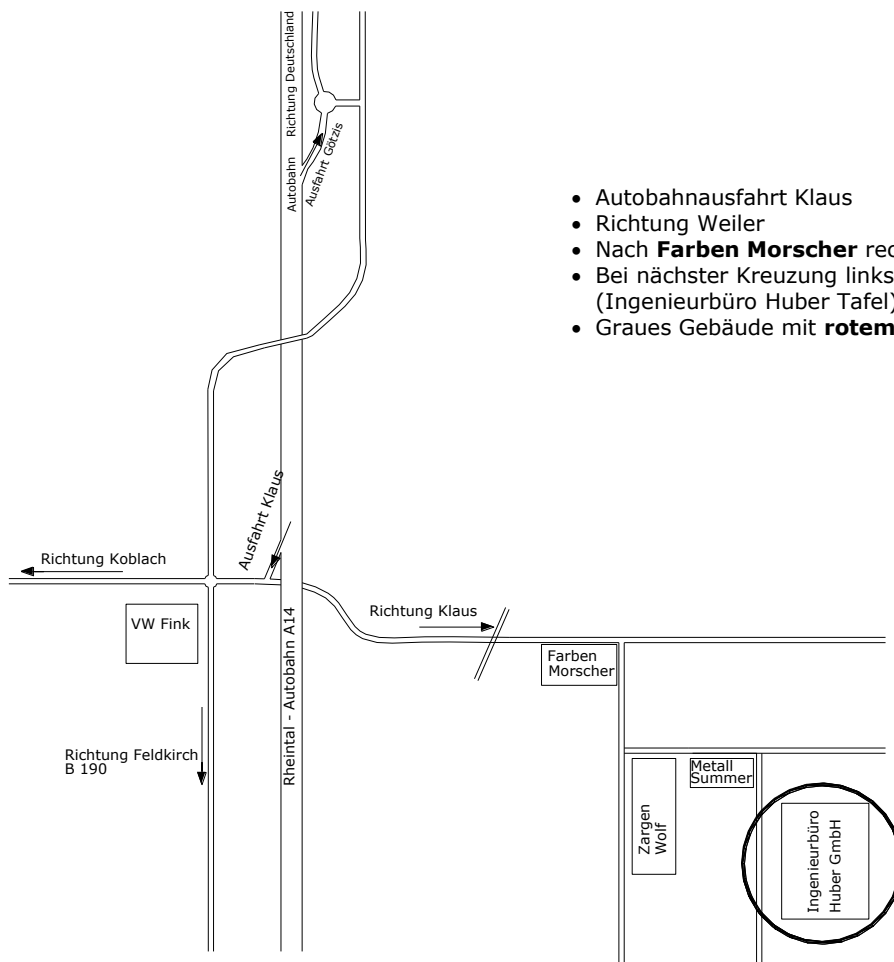 Autobahn Richtung Deutschland
Ausfahrt Götzis
• Autobahnausfahrt Klaus
• Richtung Weiler
• Nach Farben Morscher
• Bei nächster Kreuzung links
(Ingenieurbüro Huber Tafel)
• Graues Gebäude mit rotem
Ausfahrt Klaus
Richtung Koblach
VW Fink
Richtung Klaus
Farben
Morscher
Rheintal - Autobahn A14
Richtung Feldkirch
B 190
Metall
Summer
Zargen
Wolf
Ingenieurbüro
Huber GmbH